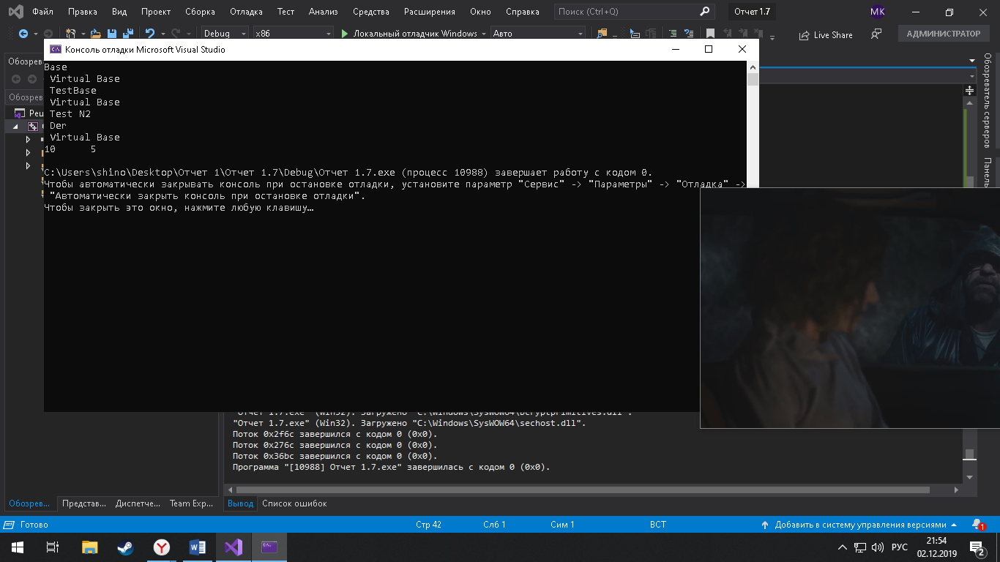 Файл Правка Вид Проект Сборка Отладка Тест Анализ Средства Расширения Окно Справка Поиск (Ctrl+Q) Отчет 1.7 МК
Debug x86 Локальный отладчик Windows Авто Live Share АДМИНИСТРАТОР
Консоль отладки Microsoft Visual Studio
Base
Virtual Base
TestBase
Virtual Base
Test N2
Der
Virtual Base
10 5
C:\Users\shino\Desktop\Отчет 1\Отчет 1.7\Debug\Отчет 1.7.exe (процесс 10988) завершает работу с кодом 0.
Чтобы автоматически закрывать консоль при остановке отладки, установите параметр "Сервис" -> "Параметры" -> "Отладка" ->
"Автоматически закрыть консоль при остановке отладки".
Чтобы закрыть это окно, нажмите любую клавишу…
Обозреватель серверов
"Отчет 1.7.exe" (Win32). Загружено "C:\Windows\SysWOW64\bcryptprimitives.dll".
"Отчет 1.7.exe" (Win32). Загружено "C:\Windows\SysWOW64\sechost.dll".
Поток 0x2f6c завершился с кодом 0 (0x0).
Поток 0x276c завершился с кодом 0 (0x0).
Поток 0x36bc завершился с кодом 0 (0x0).
Программа "[10988] Отчет 1.7.exe" завершилась с кодом 0 (0x0).
Обозрев... Представ... Диспетче... Team Exp... Вывод Список ошибок
Готово Стр 42 Слб 1 Сим 1 ВСТ Добавить в систему управления версиями 1
РУС 21:54
02.12.2019 2